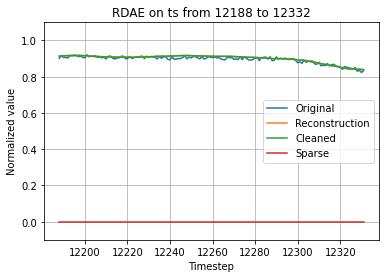 RDAE on ts from 12188 to 12332
Normalized value
1.0
0.8
0.6
0.4
0.2
0.0
Original
Reconstruction
Cleaned
Sparse
12200 12220 12240 12260 12280 12300 12320
Timestep